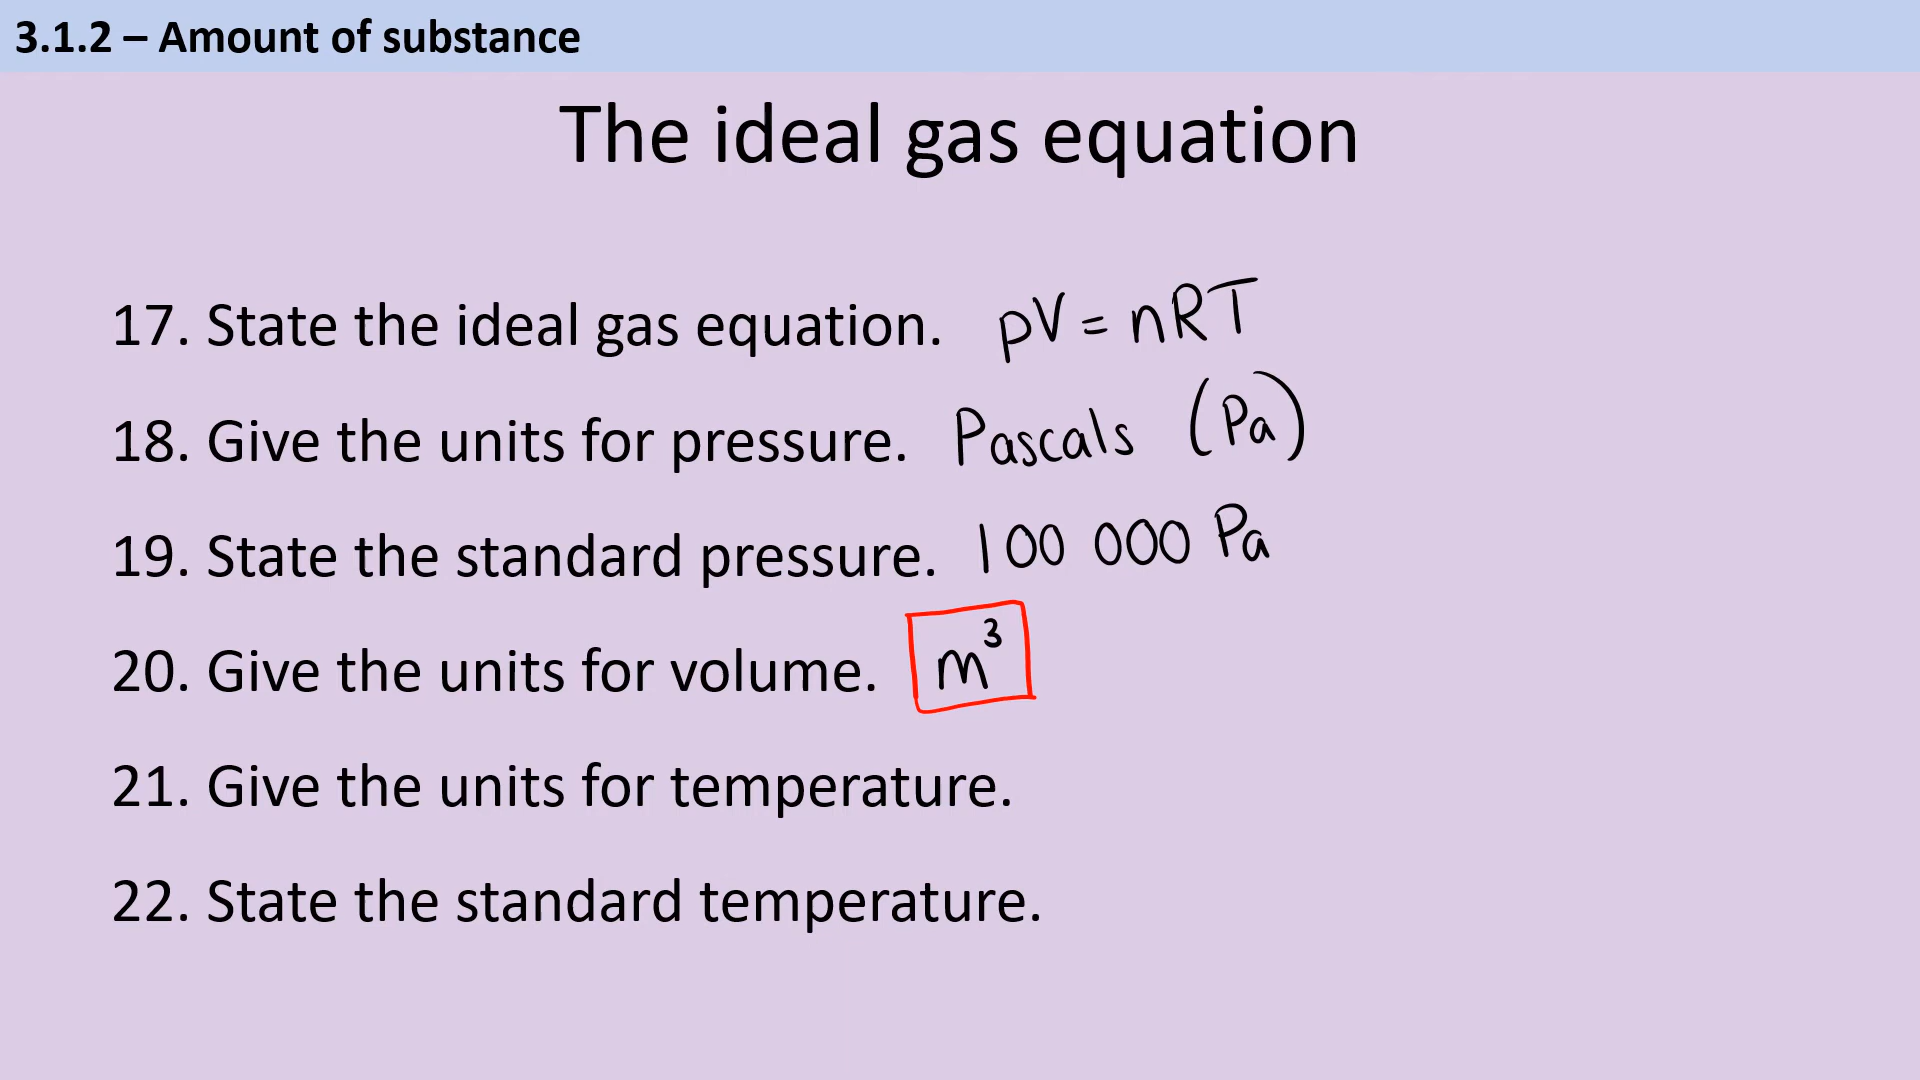 3.1.2 – Amount of substance
The ideal gas equation
17. State the ideal gas equation. pV = nRT
18. Give the units for pressure. Pascals (Pa)
19. State the standard pressure. 100 000 Pa
20. Give the units for volume. m³
21. Give the units for temperature.
22. State the standard temperature.